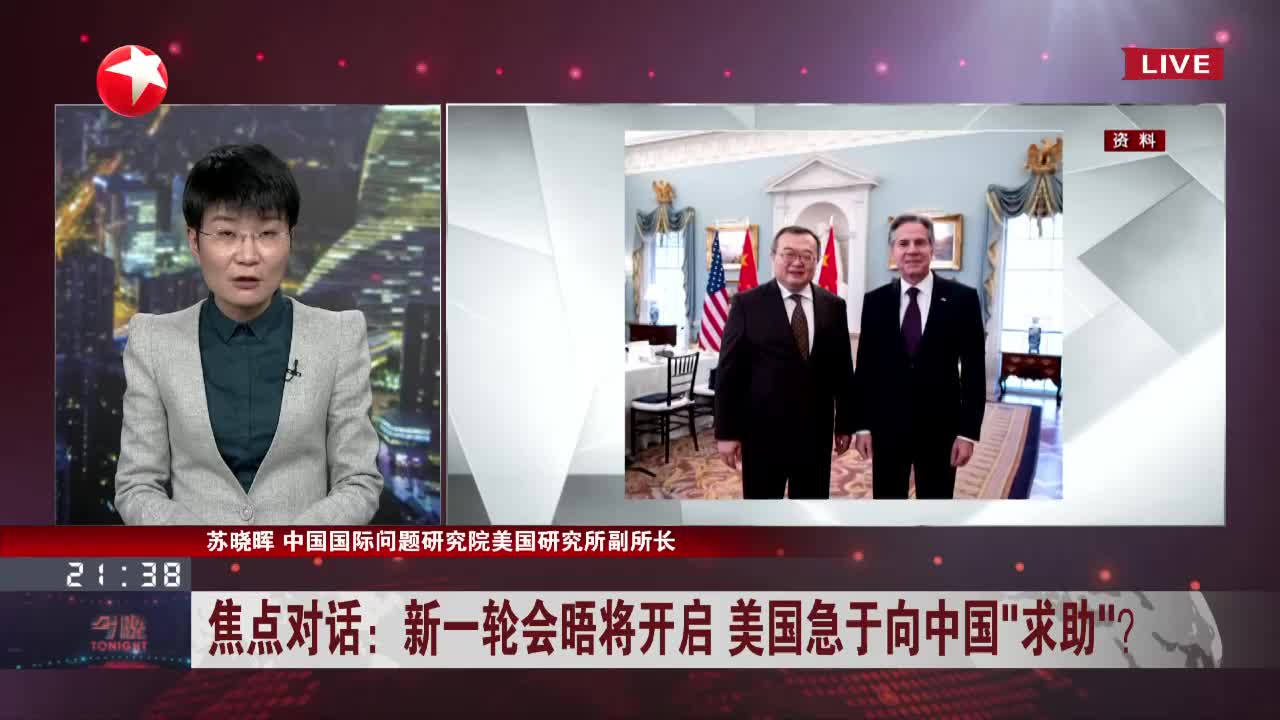 LIVE
资 料
苏晓晖 中国国际问题研究院美国研究所副所长
21:38
今晚
TONIGHT
焦点对话：新一轮会晤将开启 美国急于向中国"求助"?